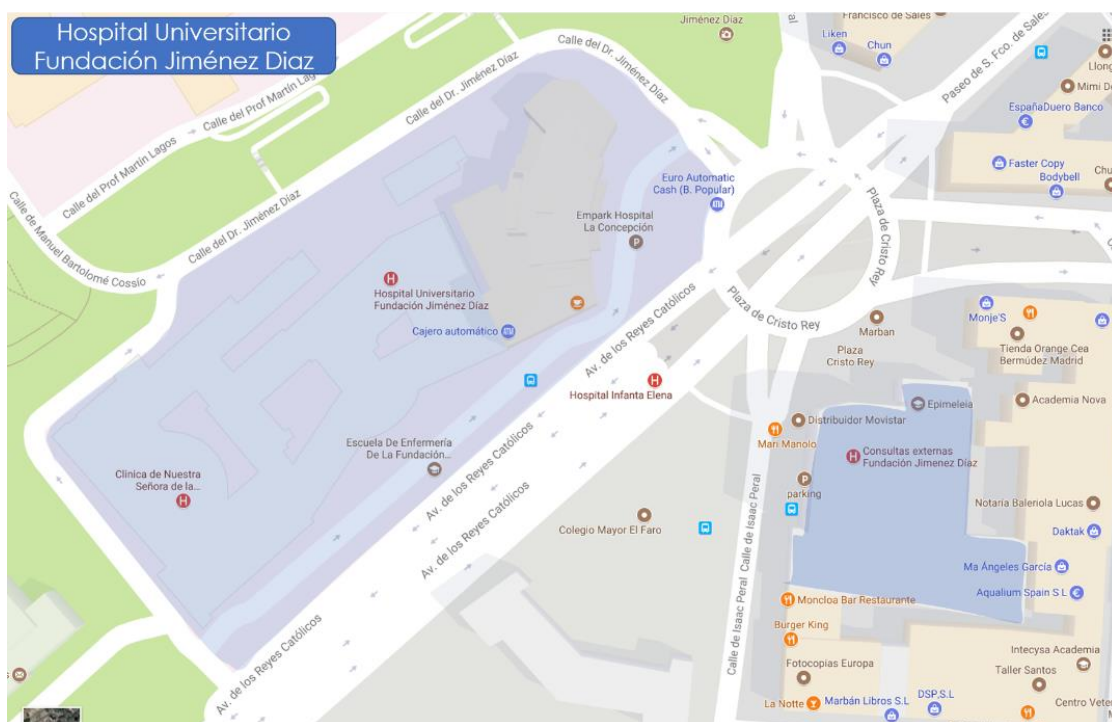 Hospital Universitario
Fundación Jiménez Diaz
Jiménez Díaz
Francisco de Sales
Liken
Chun
Paseo de S. Fco. de Sales
Mimi
EspañaDuero Banco
Faster Copy
Bodybell
Calle del Prof Martín Lagos
Calle del Prof Martín Lagos
Calle del Dr. Jiménez Díaz
Calle del Dr. Jiménez Díaz
Calle del Dr. Jiménez Díaz
Calle de Manuel Bartolomé Cossío
Euro Automatic
Cash (B. Popular)
Empark Hospital
La Concepción
P
Plaza de Cristo Rey
Plaza de Cristo Rey
H
Hospital Universitario
Fundación Jiménez Díaz
Cajero automático
Av. de los Reyes Católicos
Marban
Plaza
Cristo Rey
Monje'S
Tienda Orange Cea
Bermúdez Madrid
H
Hospital Infanta Elena
Academia Nova
Epimeleia
Distribuidor Movistar
Mari Manolo
H
Consultas externas
Fundación Jimenez Díaz
Escuela De Enfermería
De La Fundación...
Clinica de Nuestra
Señora de la...
H
Av. de los Reyes Católicos
Av. de los Reyes Católicos
P
parking
Calle de Isaac Peral
Colegio Mayor El Faro
Notaria Baleriola Lucas
Daktak
Ma Ángeles García
Aqualium Spain S L
Moncloa Bar Restaurante
Burger King
Calle de Isaac Peral
Av. de los Reyes Católicos
Fotocopias Europa
Intecysa Academia
Taller Santos
La Notte
Marbán Libros S.L
DSP,S.L
Centro